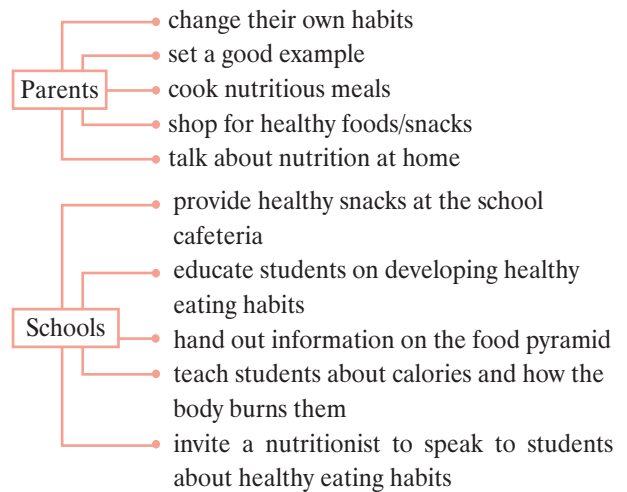 change their own habits
set a good example
Parents
cook nutritious meals
shop for healthy foods/snacks
talk about nutrition at home
provide healthy snacks at the school
cafeteria
educate students on developing healthy
eating habits
Schools
hand out information on the food pyramid
teach students about calories and how the
body burns them
invite a nutritionist to speak to students
about healthy eating habits